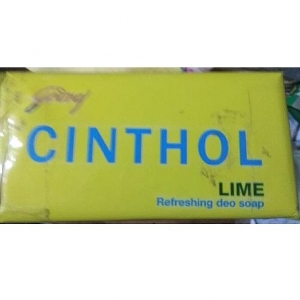 Godrej
CINTHOL
LIME
Refreshing deo soap